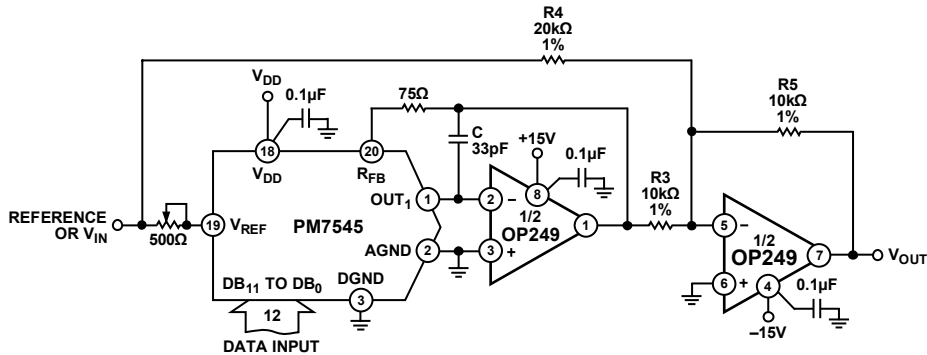 R4
20kΩ
1%
R5
10kΩ
1%
VDD
0.1µF
75Ω
C
33pF
+15V
0.1µF
18
VDD
20
RFB
R3
10kΩ
1%
REFERENCE
OR VIN
500Ω
19
VREF
PM7545
OUT1
1
AGND
2
2
–
3
+
8
1/2
OP249
1
5
–
6
+
1/2
OP249
7
4
VOUT
0.1µF
–15V
DB11 TO DB0
DGND
3
12
DATA INPUT